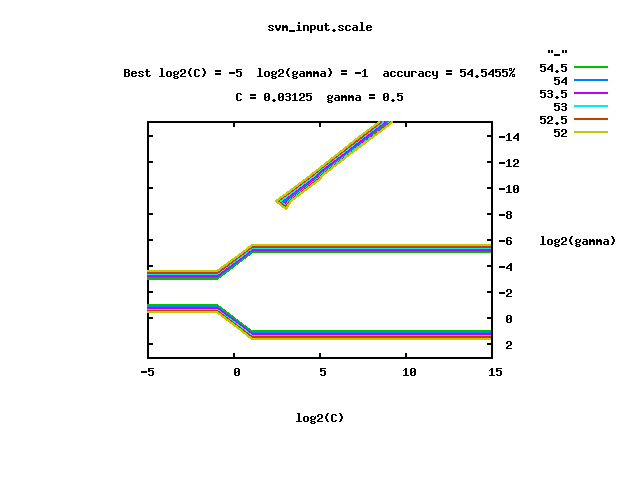 svm_input.scale
"-"
Best log2(C) = -5  log2(gamma) = -1  accuracy = 54.5455%
54.5
54
C = 0.03125  gamma = 0.5
53.5
53
52.5
52
-14
-12
-10
-8
-6
log2(gamma)
-4
-2
0
2
-5 0 5 10 15
log2(C)